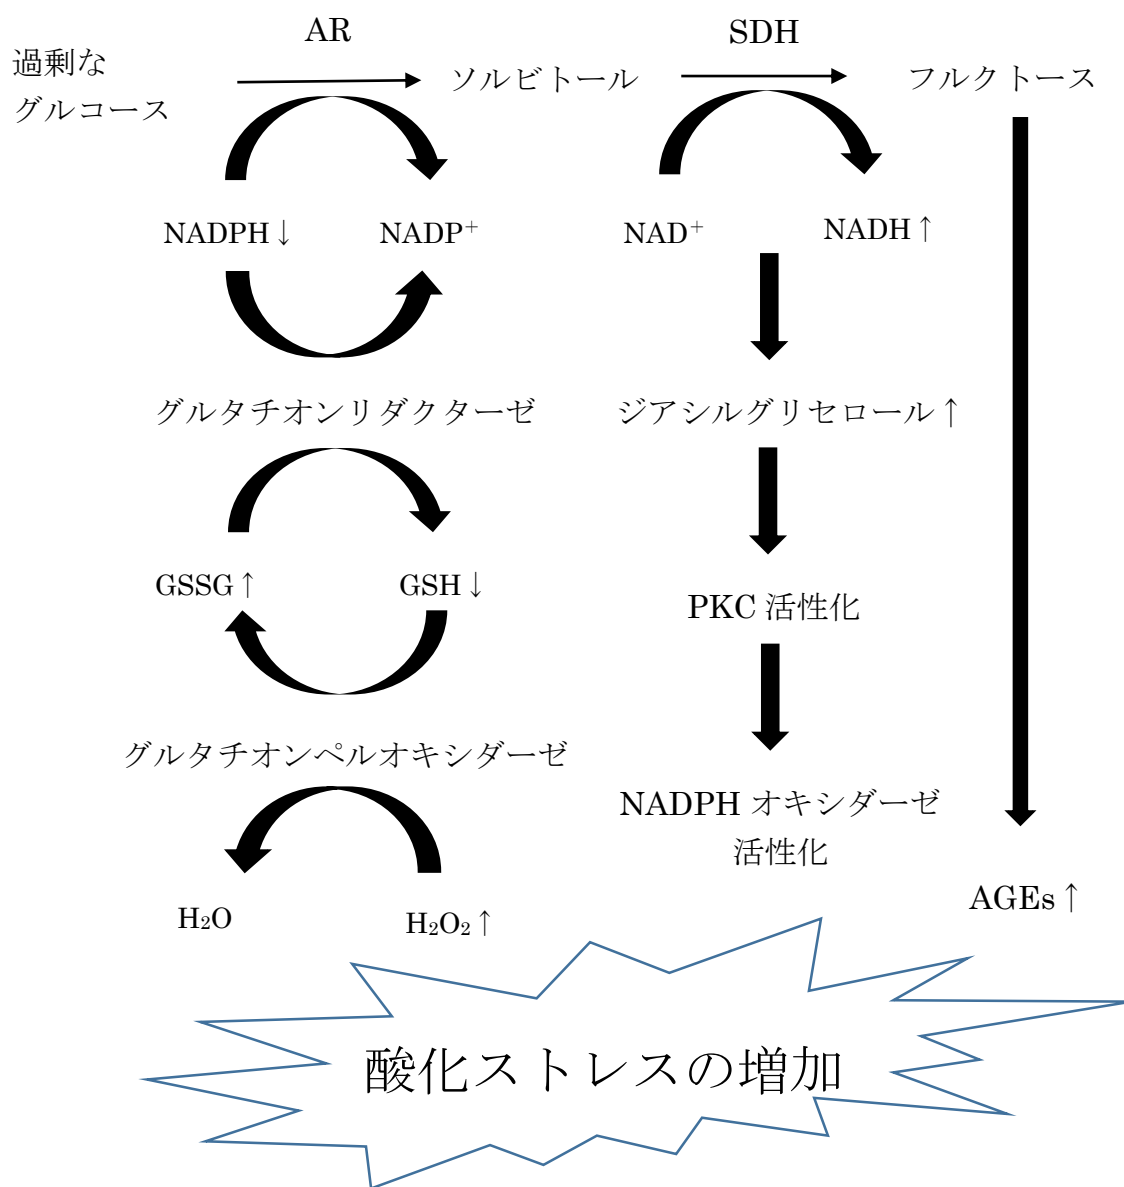 AR
SDH
過剰な
グルコース
ソルビトール
フルクトース
NADPH↓
NADP⁺
NAD⁺
NADH↑
グルタチオンリダクターゼ
ジアシルグリセロール↑
GSSG↑
GSH↓
PKC 活性化
グルタチオンペルオキシダーゼ
NADPH オキシダーゼ
活性化
H₂O
H₂O₂↑
AGEs↑
酸化ストレスの増加